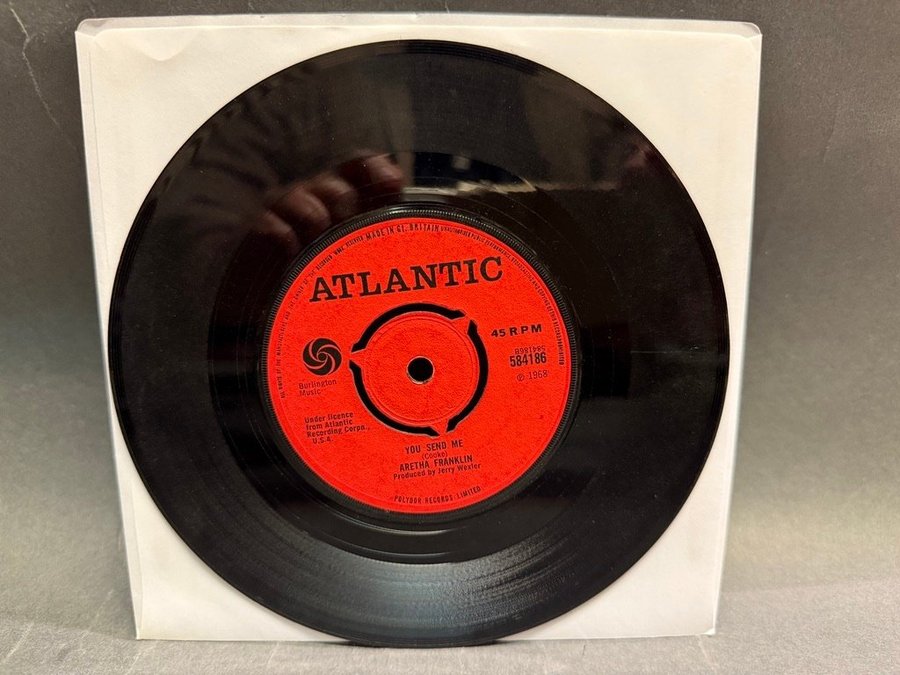 MADE IN GT. BRITAIN
ATLANTIC
45 RPM
584186B
584186
℗ 1968
Burlington
Music
Under licence
from Atlantic
Recording Corpn.,
U.S.A.
YOU SEND ME
(Cooke)
ARETHA FRANKLIN
Produced by Jerry Wexler
POLYDOR RECORDS LIMITED